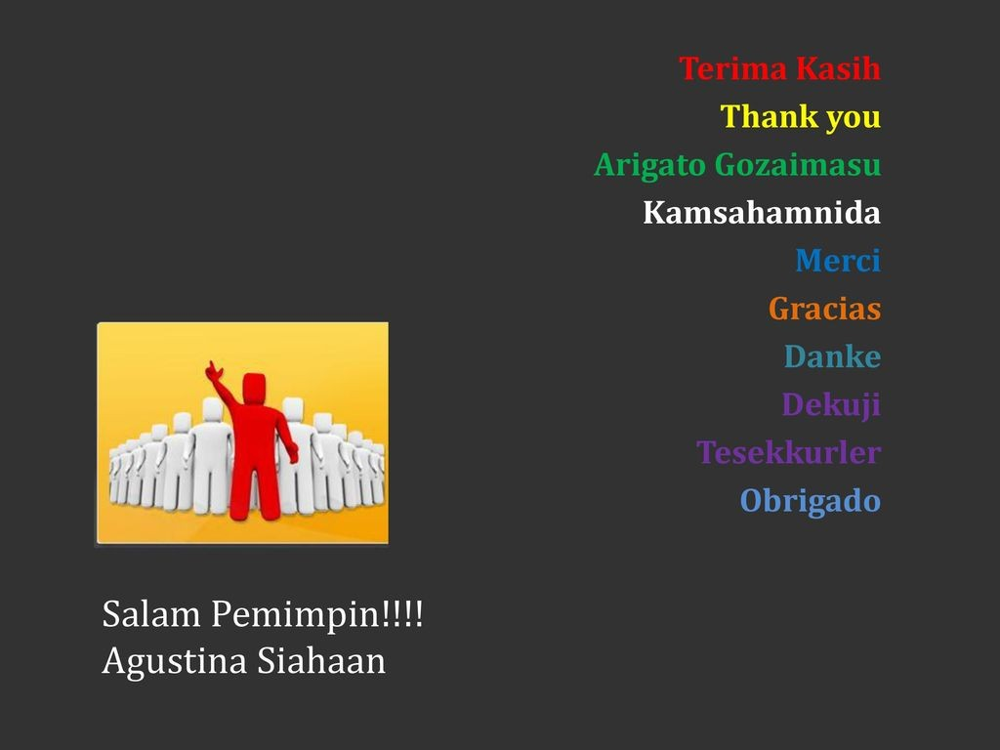 Terima Kasih
Thank you
Arigato Gozaimasu
Kamsahamnida
Merci
Gracias
Danke
Dekuji
Tesekkurler
Obrigado
Salam Pemimpin!!!!
Agustina Siahaan